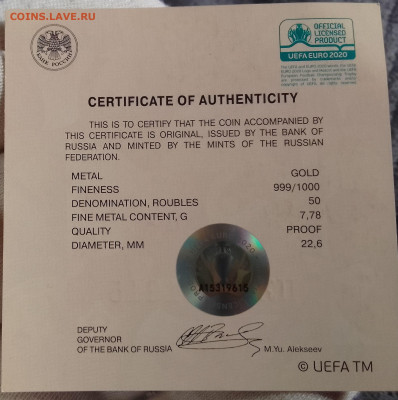 COINS.LAVE.RU
БАНК РОССИИ
OFFICIAL
LICENSED
PRODUCT
UEFA EURO 2020
CERTIFICATE OF AUTHENTICITY
THIS IS TO CERTIFY THAT THE COIN ACCOMPANIED BY
THIS CERTIFICATE IS ORIGINAL, ISSUED BY THE BANK OF
RUSSIA AND MINTED BY THE MINTS OF THE RUSSIAN
FEDERATION.
METAL GOLD
FINENESS 999/1000
DENOMINATION, ROUBLES 50
FINE METAL CONTENT, G 7,78
QUALITY PROOF
DIAMETER, MM 22,6
A15319615
DEPUTY
GOVERNOR
OF THE BANK OF RUSSIA M.Yu. Alekseev
© UEFA TM